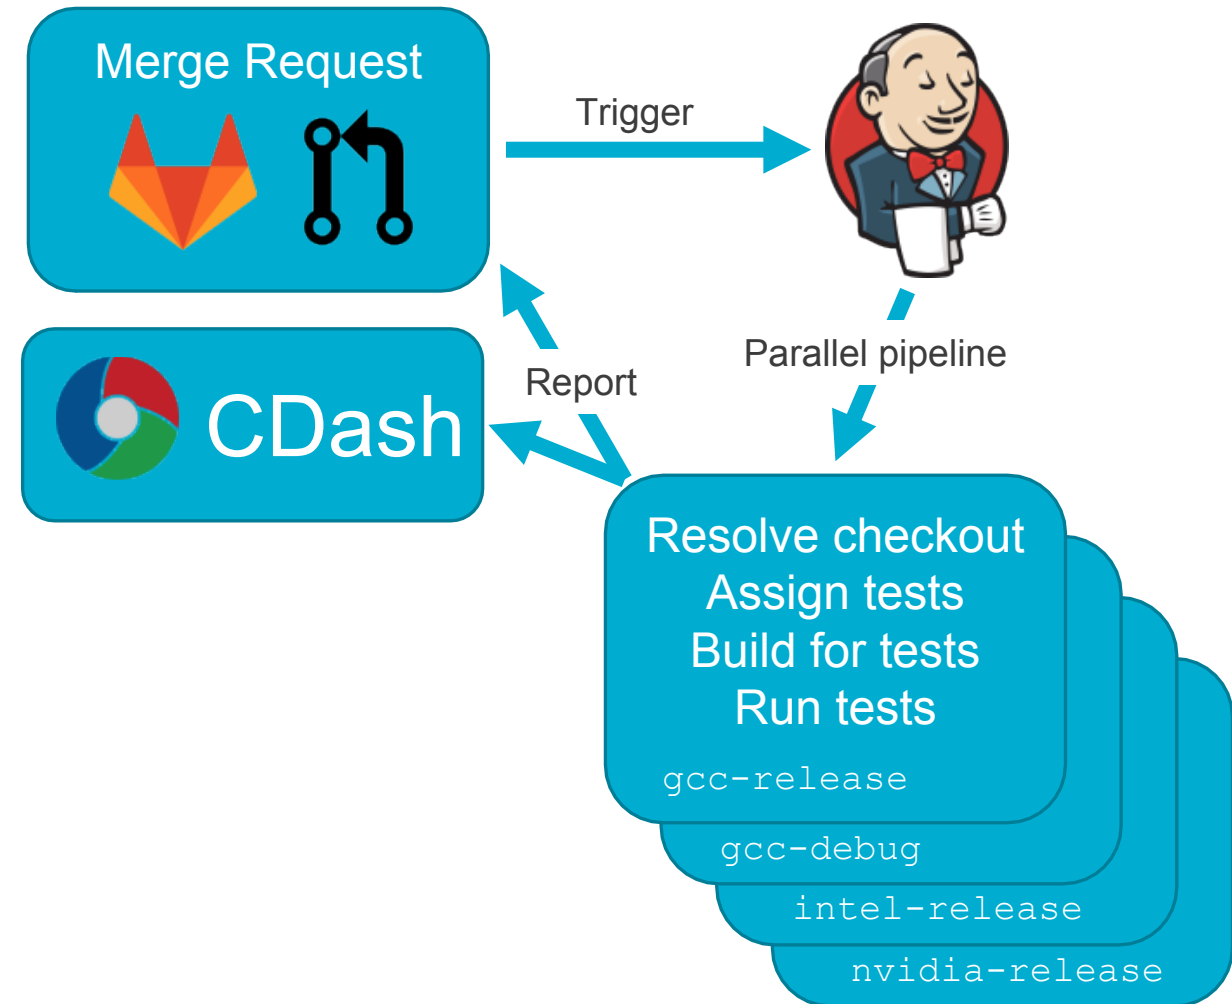 Merge Request
Trigger
Parallel pipeline
Report
CDash
Resolve checkout
Assign tests
Build for tests
Run tests
gcc-release
gcc-debug
intel-release
nvidia-release